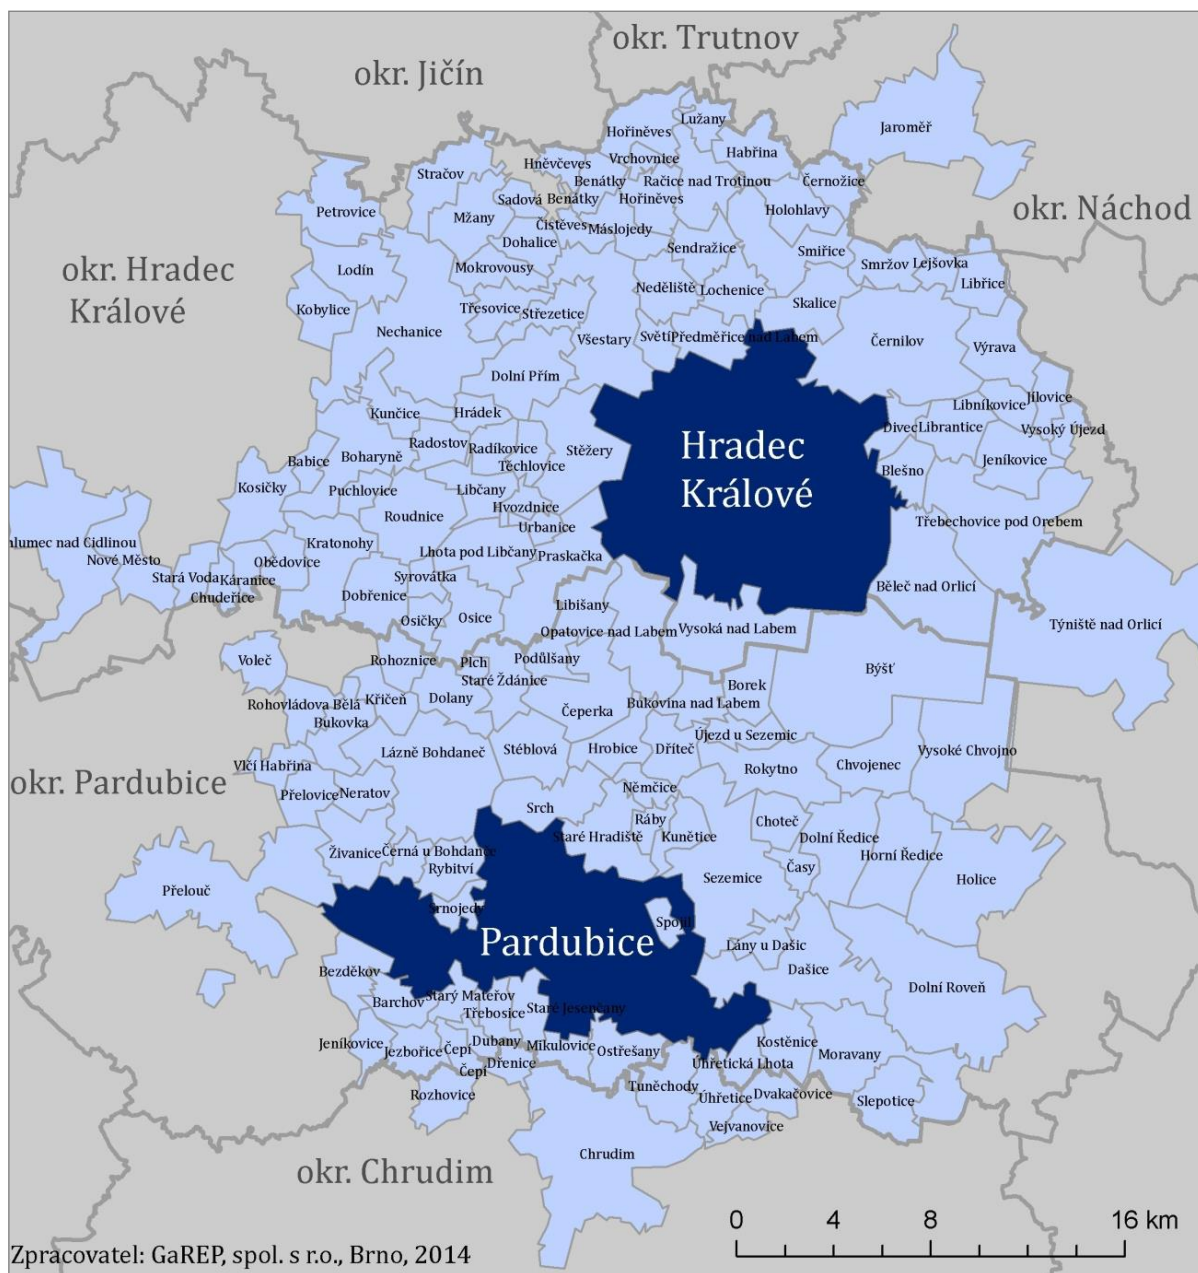 okr. Trutnov
okr. Jičín
Lužany
Hořiněves
Jaroměř
Vrchovnice
Habřina
Hněvčeves
Stračov
Benátky
Račice nad Trotinou
Černožice
Sadová
Benátky
Hořiněves
Petrovice
Mžany
Holohlavy
okr. Náchod
Čistěves
Máslojedy
Dohalice
Sendražice
Smiřice
okr. Hradec
Králové
Lodín
Mokrovousy
Smržov
Lejšovka
Libřice
Neděliště
Lochenice
Kobylice
Třesovice
Střezetice
Skalice
Nechanice
Všestary
Světí
Předměřice nad Labem
Černilov
Výrava
Dolní Přím
Jílovice
Libníkovice
Kunčice
Hrádek
Divec
Librantice
Vysoký Újezd
Hradec
Králové
Radostov
Radíkovice
Stěžery
Babice
Boharyně
Těchlovice
Blešno
Jeníkovice
Kosičky
Puchlovice
Libčany
Hvozdnice
Roudnice
Urbanice
Třebechovice pod Orebem
hlumec nad Cidlinou
Nové Město
Obědovice
Kratonohy
Lhota pod Libčany
Praskačka
Stará Voda
Káranice
Syrovátka
Chudeřice
Dobřenice
Běleč nad Orlicí
Libišany
Osičky
Osice
Opatovice nad Labem
Vysoká nad Labem
Týniště nad Orlicí
Voleč
Rohoznice
Plch
Podůlšany
Býšť
Staré Ždánice
Borek
Rohovládova Bělá
Křičeň
Dolany
Bukovina nad Labem
Bukovka
Čeperka
Újezd u Sezemic
Lázně Bohdaneč
Stéblová
Hrobice
Dříteč
Vysoké Chvojno
Vlčí Habřina
Rokytno
Chvojenec
okr. Pardubice
Přelovice
Neratov
Němčice
Srch
Ráby
Choteč
Staré Hradiště
Kunětice
Dolní Ředice
Živanice
Černá u Bohdanče
Horní Ředice
Rybitví
Časy
Přelouč
Sezemice
Holice
Srnojedy
Spojil
Pardubice
Lány u Dašic
Bezděkov
Dašice
Dolní Roveň
Barchov
Starý Mateřov
Třebosice
Staré Jesenčany
Jeníkovice
Jezbořice
Čepí
Dubany
Mikulovice
Ostřešany
Kostěnice
Moravany
Čepí
Dřenice
Úhřetická Lhota
Rozhovice
Tuněchody
Úhřetice
Dvakačovice
Slepotice
Vejvanovice
okr. Chrudim
Chrudim
0 4 8 16 km
Zpracovatel: GaREP, spol. s r.o., Brno, 2014